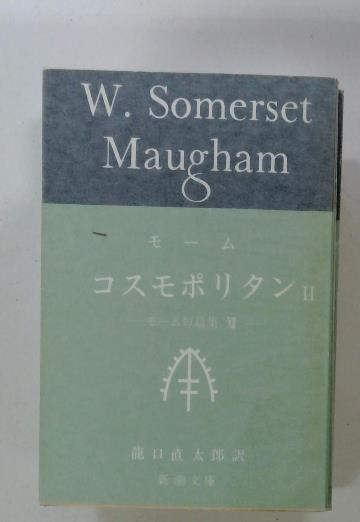 W. Somerset
Maugham
モーム
コスモポリタン II
―モーム短篇集 XII―
龍口直太郎訳
新潮文庫